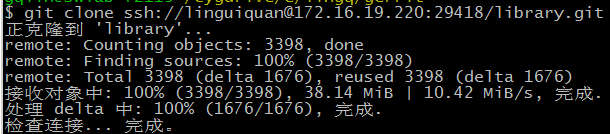 $ git clone ssh://linguiquan@172.16.19.220:29418/library.git
正克隆到 'library'...
remote: Counting objects: 3398, done
remote: Finding sources: 100% (3398/3398)
remote: Total 3398 (delta 1676), reused 3398 (delta 1676)
接收对象中: 100% (3398/3398), 38.14 MiB | 10.42 MiB/s, 完成.
处理 delta 中: 100% (1676/1676), 完成.
检查连接... 完成。